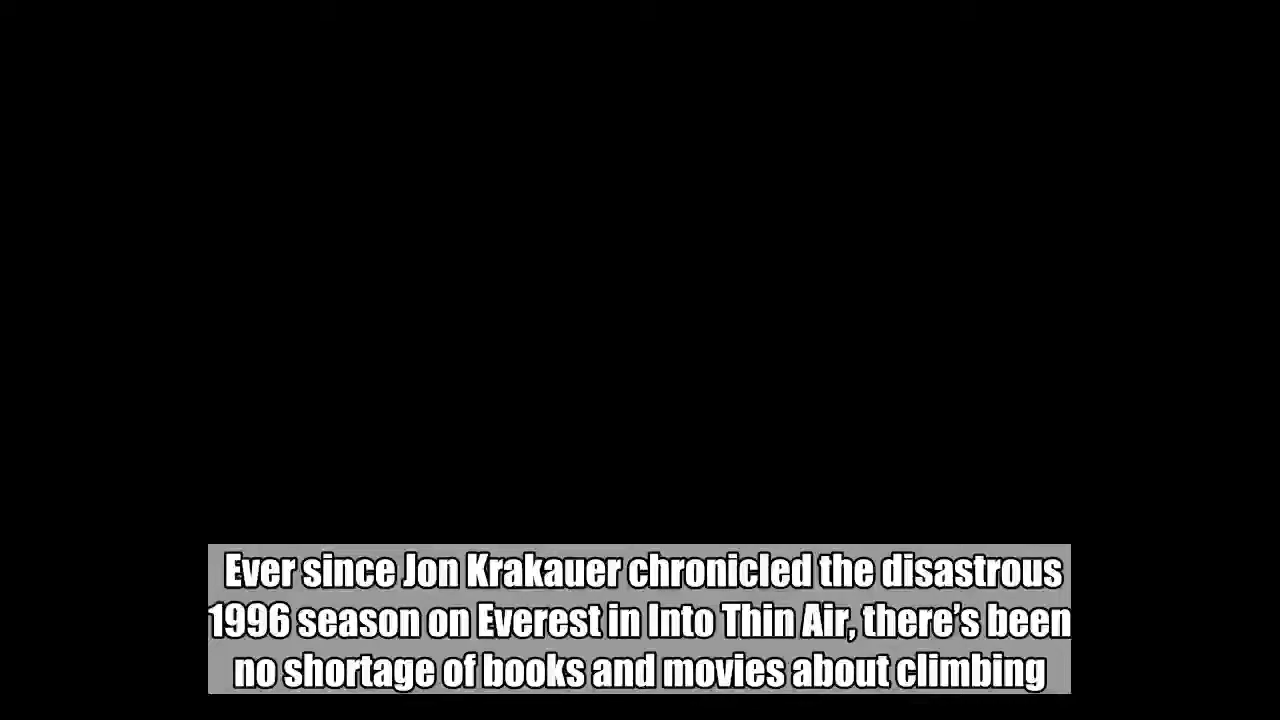 Ever since Jon Krakauer chronicled the disastrous
1996 season on Everest in Into Thin Air, there’s been
no shortage of books and movies about climbing